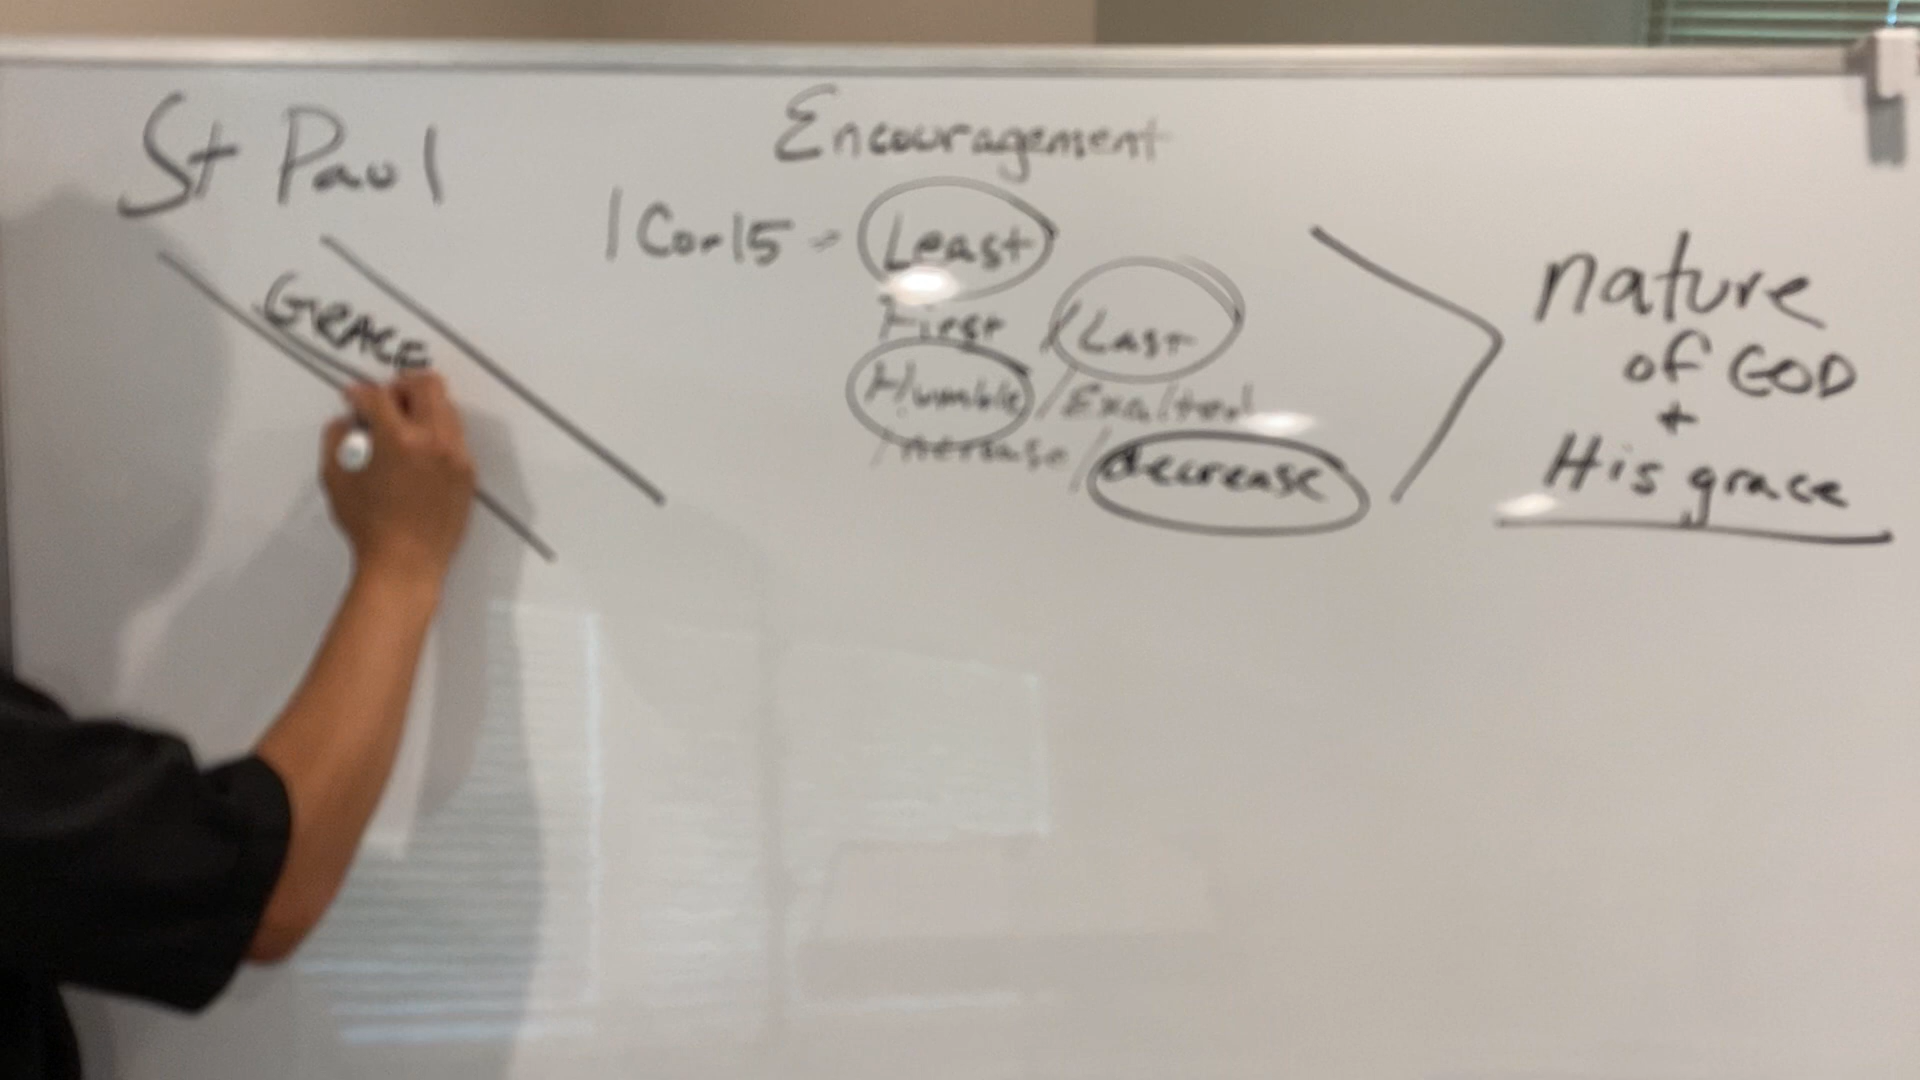 St Paul
GRACE
Encouragement
1 Cor 15 - Least
First / Last
Humble / Exalted
Increase / decrease
nature
of GOD
+
His grace